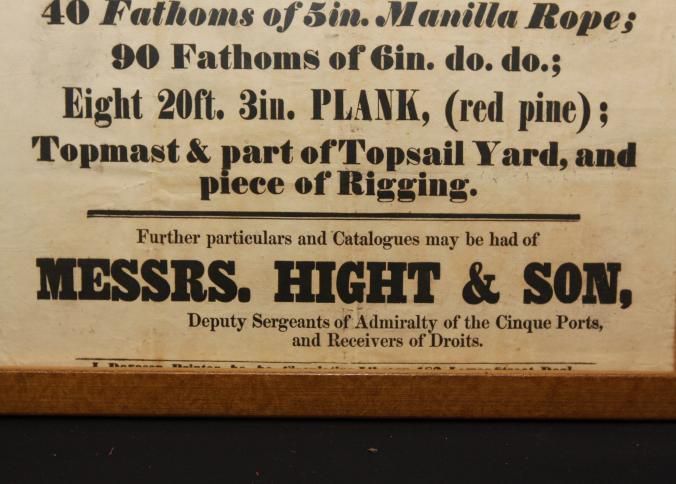 40 Fathoms of 5in. Manilla Rope;
90 Fathoms of 6in. do. do.;
Eight 20ft. 3in. PLANK, (red pine);
Topmast & part of Topsail Yard, and
piece of Rigging.
Further particulars and Catalogues may be had of
MESSRS. HIGHT & SON,
Deputy Sergeants of Admiralty of the Cinque Ports,
and Receivers of Droits.
Printer